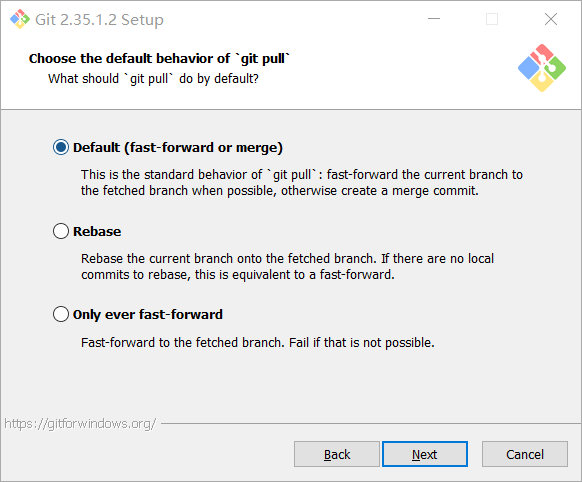 Git 2.35.1.2 Setup
Choose the default behavior of `git pull`
What should `git pull` do by default?
Default (fast-forward or merge)
This is the standard behavior of `git pull`: fast-forward the current branch to
the fetched branch when possible, otherwise create a merge commit.
Rebase
Rebase the current branch onto the fetched branch. If there are no local
commits to rebase, this is equivalent to a fast-forward.
Only ever fast-forward
Fast-forward to the fetched branch. Fail if that is not possible.
https://gitforwindows.org/
Back Next Cancel